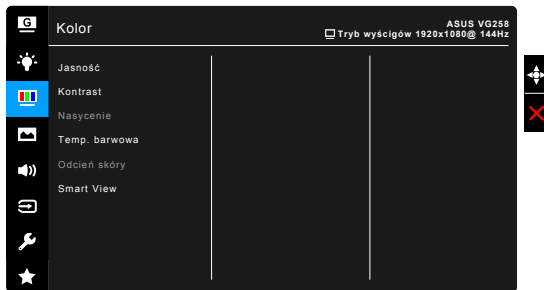 G
Kolor
ASUS VG258
Tryb wyścigów 1920x1080@ 144Hz
Jasność
Kontrast
Nasycenie
Temp. barwowa
Odcień skóry
Smart View